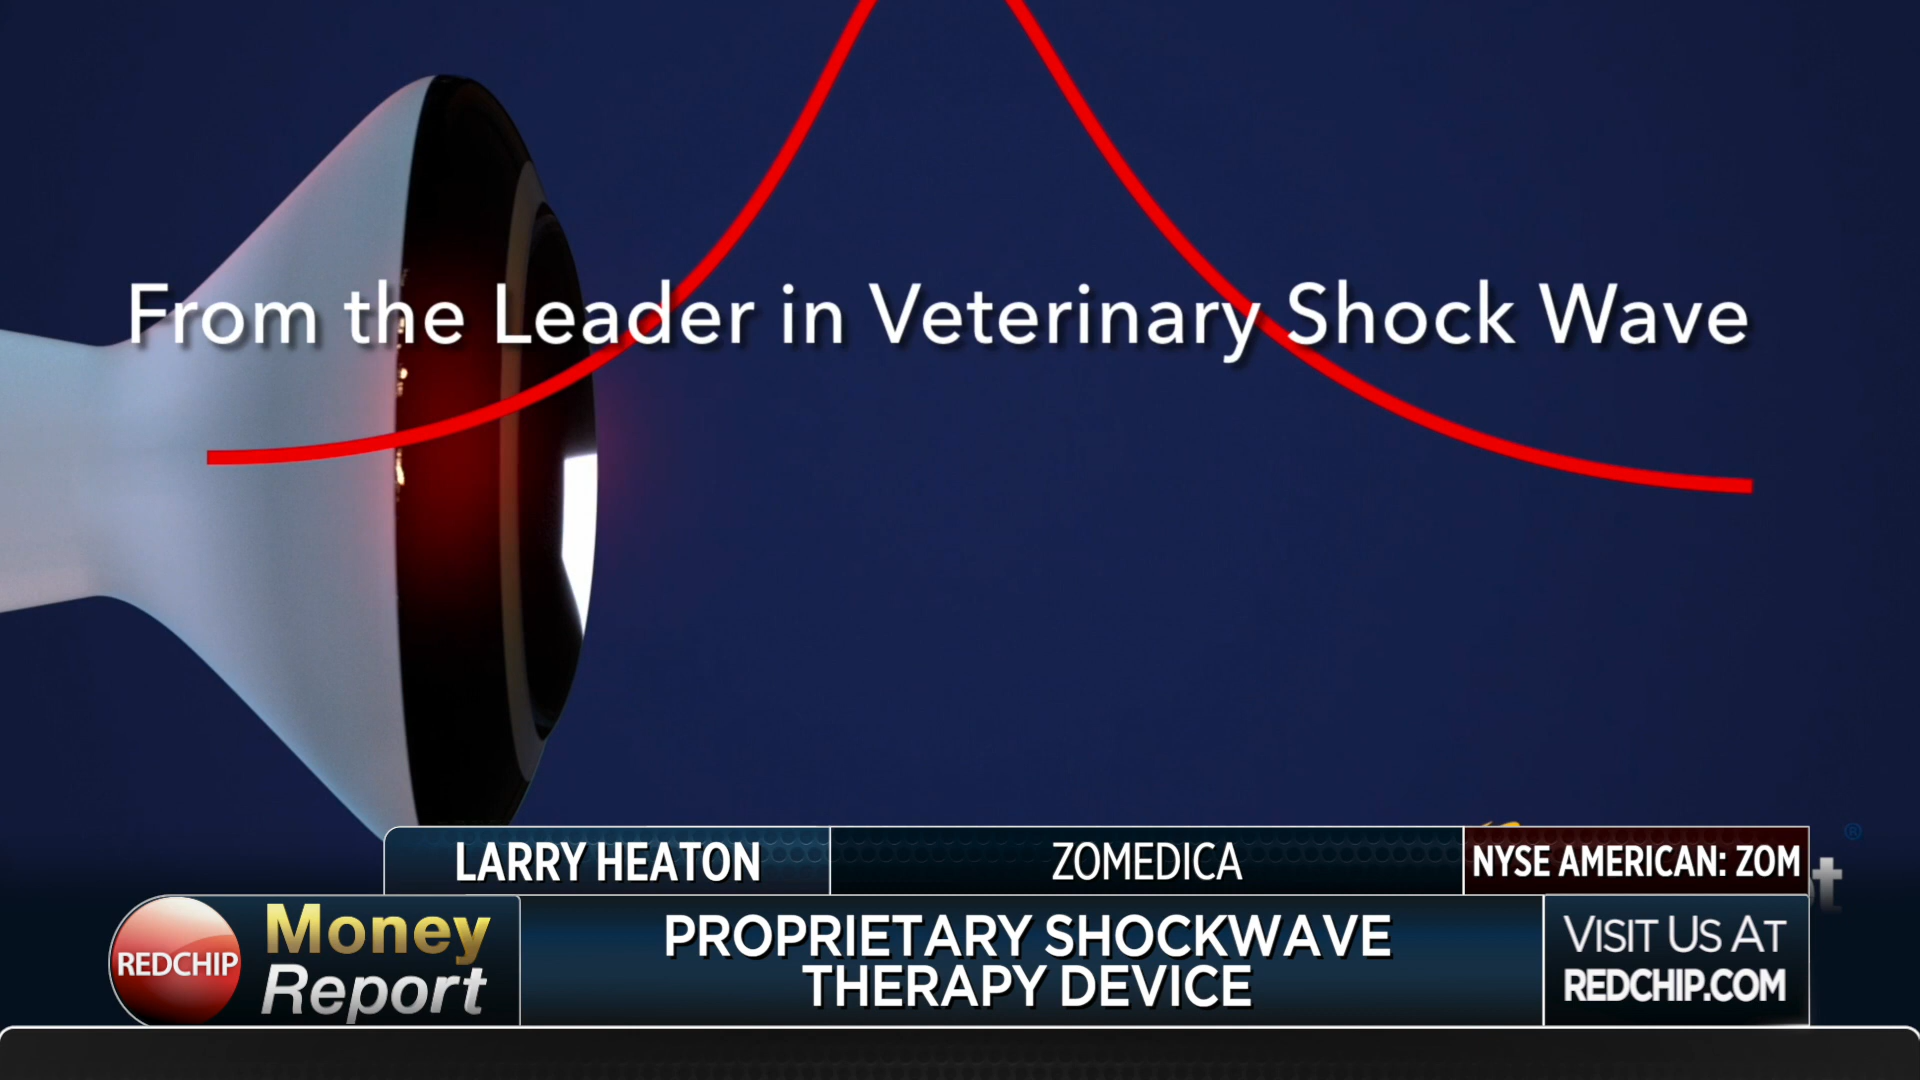 From the Leader in Veterinary Shock Wave
®
LARRY HEATON
ZOMEDICA
NYSE AMERICAN: ZOM
t
REDCHIP
Money
Report
PROPRIETARY SHOCKWAVE
THERAPY DEVICE
VISIT US AT
REDCHIP.COM